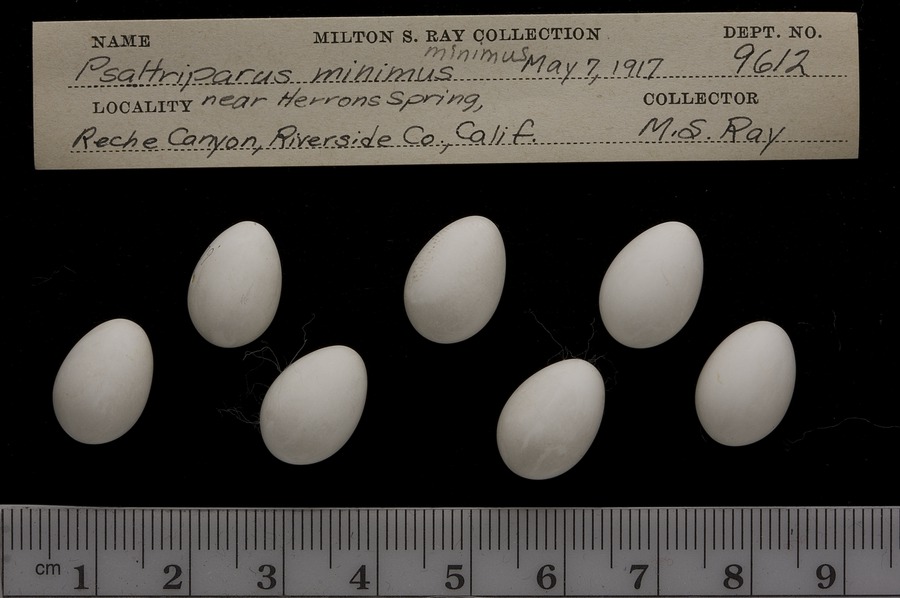 NAME MILTON S. RAY COLLECTION DEPT. NO.
minimus
Psaltriparus minimus May 7, 1917 9612
LOCALITY near Herrons Spring, COLLECTOR
Reche Canyon, Riverside Co., Calif. M.S. Ray
cm 1 2 3 4 5 6 7 8 9